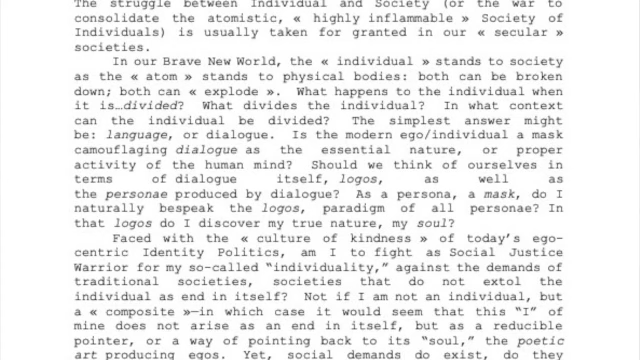 The struggle between Individual and Society (or the war to
consolidate the atomistic, « highly inflammable » Society of
Individuals) is usually taken for granted in our « secular »
societies.
In our Brave New World, the « individual » stands to society
as the « atom » stands to physical bodies: both can be broken
down; both can « explode ». What happens to the individual when
it is…divided? What divides the individual? In what context
can the individual be divided? The simplest answer might
be: language, or dialogue. Is the modern ego/individual a mask
camouflaging dialogue as the essential nature, or proper
activity of the human mind? Should we think of ourselves in
terms of dialogue itself, logos, as well as
the personae produced by dialogue? As a persona, a mask, do I
naturally bespeak the logos, paradigm of all personae? In
that logos do I discover my true nature, my soul?
Faced with the « culture of kindness » of today’s ego-
centric Identity Politics, am I to fight as Social Justice
Warrior for my so-called “individuality,” against the demands of
traditional societies, societies that do not extol the
individual as end in itself? Not if I am not an individual, but
a « composite »—in which case it would seem that this “I” of
mine does not arise as an end in itself, but as a reducible
pointer, or a way of pointing back to its “soul,” the poetic
art producing egos. Yet, social demands do exist, do they